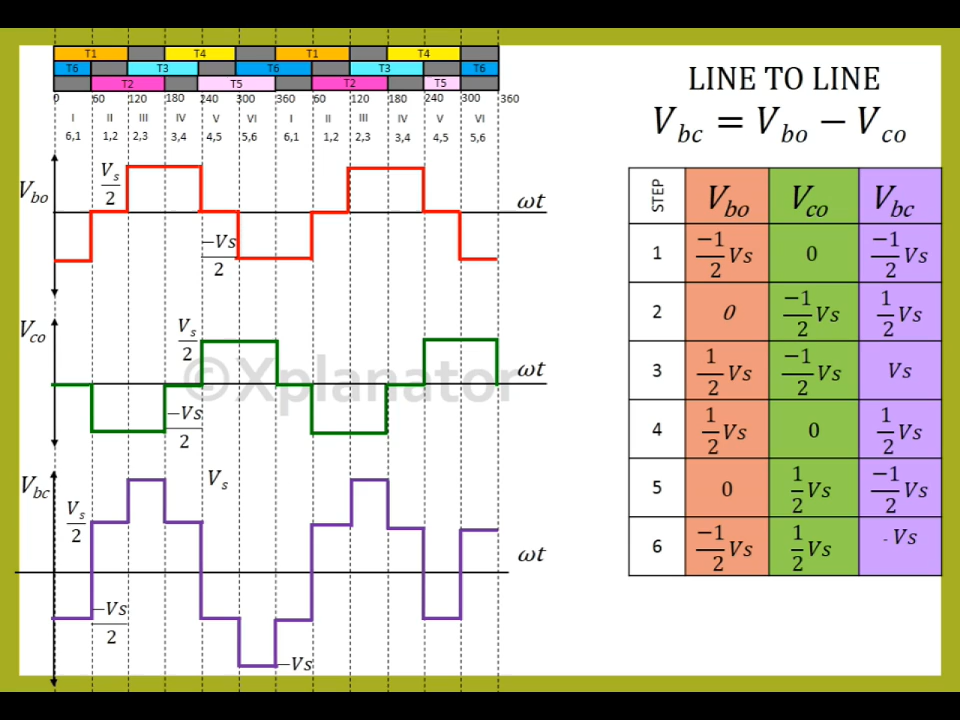 T1 T4 T1 T4
T6 T3 T6 T3 T6
T2 T5 T2 T5
0 60 120 180 240 300 360 60 120 180 240 300 360
I II III IV V VI I II III IV V VI
6,1 1,2 2,3 3,4 4,5 5,6 6,1 1,2 2,3 3,4 4,5 5,6
V_bo
V_s/2
−Vs/2
ωt
V_co
V_s/2
−Vs/2
ωt
©Xplanator
V_bc
V_s/2
V_s
−Vs/2
−Vs
ωt
LINE TO LINE
V_bc = V_bo − V_co
STEP V_bo V_co V_bc
1 −1/2 Vs 0 −1/2 Vs
2 0 −1/2 Vs 1/2 Vs
3 1/2 Vs −1/2 Vs Vs
4 1/2 Vs 0 1/2 Vs
5 0 1/2 Vs −1/2 Vs
6 −1/2 Vs 1/2 Vs - Vs